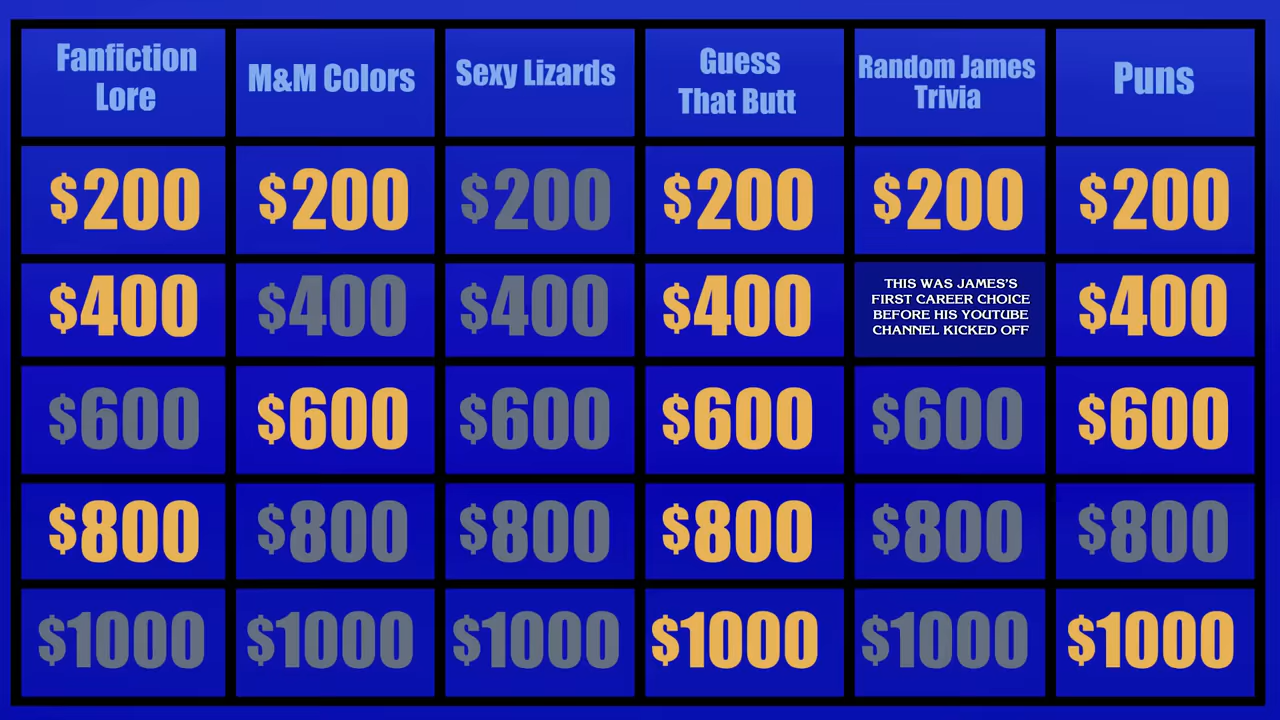 Fanfiction
Lore
M&M Colors
Sexy Lizards
Guess
That Butt
Random James
Trivia
Puns
$200
$200
$200
$200
$200
$200
$400
$400
$400
$400
THIS WAS JAMES'S
FIRST CAREER CHOICE
BEFORE HIS YOUTUBE
CHANNEL KICKED OFF
$400
$600
$600
$600
$600
$600
$600
$800
$800
$800
$800
$800
$800
$1000
$1000
$1000
$1000
$1000
$1000